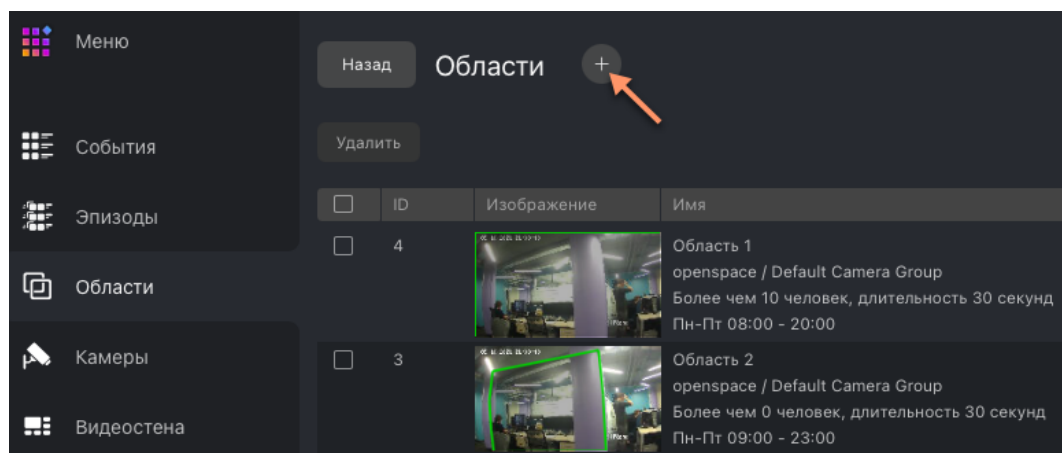 Меню
Назад
Области
+
События
Удалить
Эпизоды
ID
Изображение
Имя
Области
4
Область 1
openspace / Default Camera Group
Более чем 10 человек, длительность 30 секунд
Пн-Пт 08:00 - 20:00
Камеры
3
Область 2
openspace / Default Camera Group
Более чем 0 человек, длительность 30 секунд
Пн-Пт 09:00 - 23:00
Видеостена